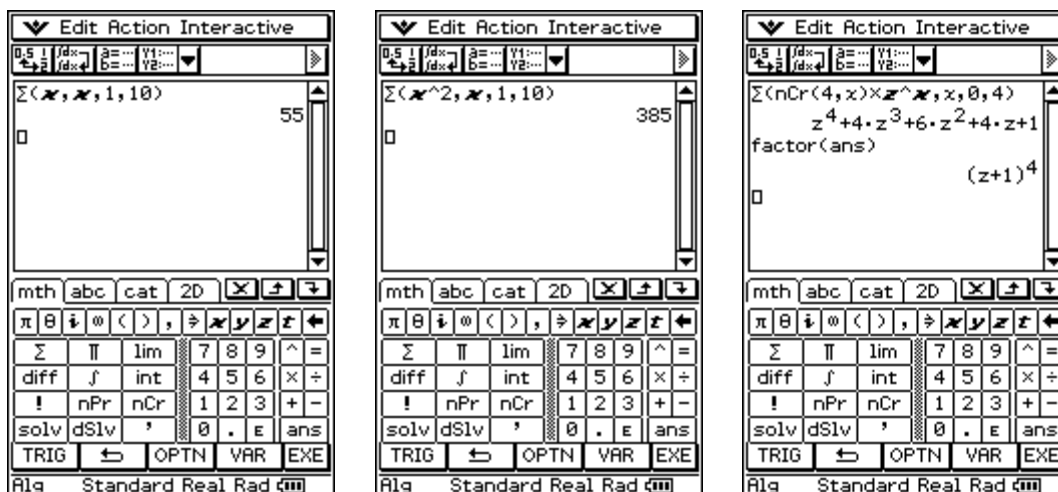 Edit Action Interactive
Σ(x,x,1,10)
55
mth abc cat 2D
π θ i ∞ ( ) , ⇒ x y z t ←
Σ Π lim 7 8 9 ^ =
diff ∫ int 4 5 6 × ÷
! nPr nCr 1 2 3 + −
solv dSlv ' 0 . E ans
TRIG OPTN VAR EXE
Alg Standard Real Rad
Edit Action Interactive
Σ(x^2,x,1,10)
385
mth abc cat 2D
π θ i ∞ ( ) , ⇒ x y z t ←
Σ Π lim 7 8 9 ^ =
diff ∫ int 4 5 6 × ÷
! nPr nCr 1 2 3 + −
solv dSlv ' 0 . E ans
TRIG OPTN VAR EXE
Alg Standard Real Rad
Edit Action Interactive
Σ(nCr(4,x)×z^x,x,0,4)
z^4+4·z^3+6·z^2+4·z+1
factor(ans)
(z+1)^4
mth abc cat 2D
π θ i ∞ ( ) , ⇒ x y z t ←
Σ Π lim 7 8 9 ^ =
diff ∫ int 4 5 6 × ÷
! nPr nCr 1 2 3 + −
solv dSlv ' 0 . E ans
TRIG OPTN VAR EXE
Alg Standard Real Rad